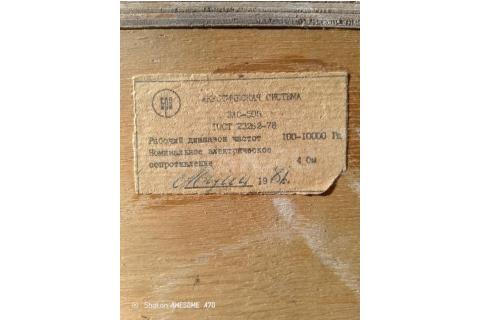 АКУСТИЧЕСКАЯ СИСТЕМА
ГОСТ 23262-78
Рабочий диапазон частот 100-10000 Гц
Номинальное электрическое
сопротивление 4 Ом
19
Shot on AWESOME A70